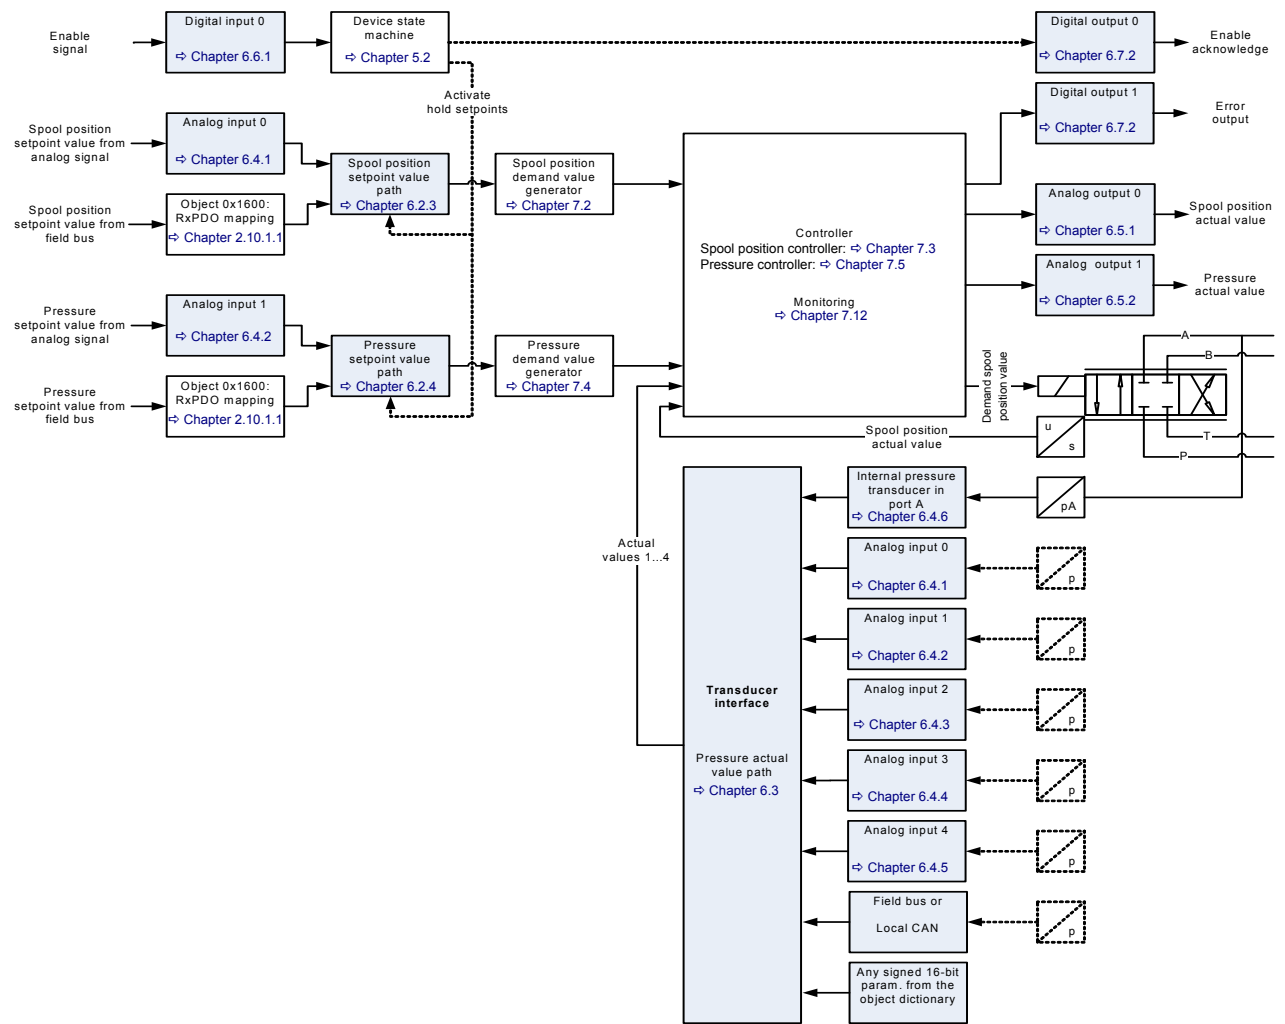 Enable
signal
Digital input 0
⇨ Chapter 6.6.1
Device state
machine
⇨ Chapter 5.2
Digital output 0
⇨ Chapter 6.7.2
Enable
acknowledge
Activate
hold setpoints
Digital output 1
⇨ Chapter 6.7.2
Error
output
Spool position
setpoint value from
analog signal
Analog input 0
⇨ Chapter 6.4.1
Spool position
setpoint value from
field bus
Object 0x1600:
RxPDO mapping
⇨ Chapter 2.10.1.1
Spool position
setpoint value
path
⇨ Chapter 6.2.3
Spool position
demand value
generator
⇨ Chapter 7.2
Controller
Spool position controller: ⇨ Chapter 7.3
Pressure controller: ⇨ Chapter 7.5
Monitoring
⇨ Chapter 7.12
Analog output 0
⇨ Chapter 6.5.1
Spool position
actual value
Analog output 1
⇨ Chapter 6.5.2
Pressure
actual value
Pressure
setpoint value from
analog signal
Analog input 1
⇨ Chapter 6.4.2
Pressure
setpoint value from
field bus
Object 0x1600:
RxPDO mapping
⇨ Chapter 2.10.1.1
Pressure
setpoint value
path
⇨ Chapter 6.2.4
Pressure
demand value
generator
⇨ Chapter 7.4
Demand spool
position value
A
B
T
P
u
s
Spool position
actual value
Actual
values 1...4
Transducer
interface
Pressure actual
value path
⇨ Chapter 6.3
Internal pressure
transducer in
port A
⇨ Chapter 6.4.6
pA
Analog input 0
⇨ Chapter 6.4.1
p
Analog input 1
⇨ Chapter 6.4.2
p
Analog input 2
⇨ Chapter 6.4.3
p
Analog input 3
⇨ Chapter 6.4.4
p
Analog input 4
⇨ Chapter 6.4.5
p
Field bus or
Local CAN
p
Any signed 16-bit
param. from the
object dictionary